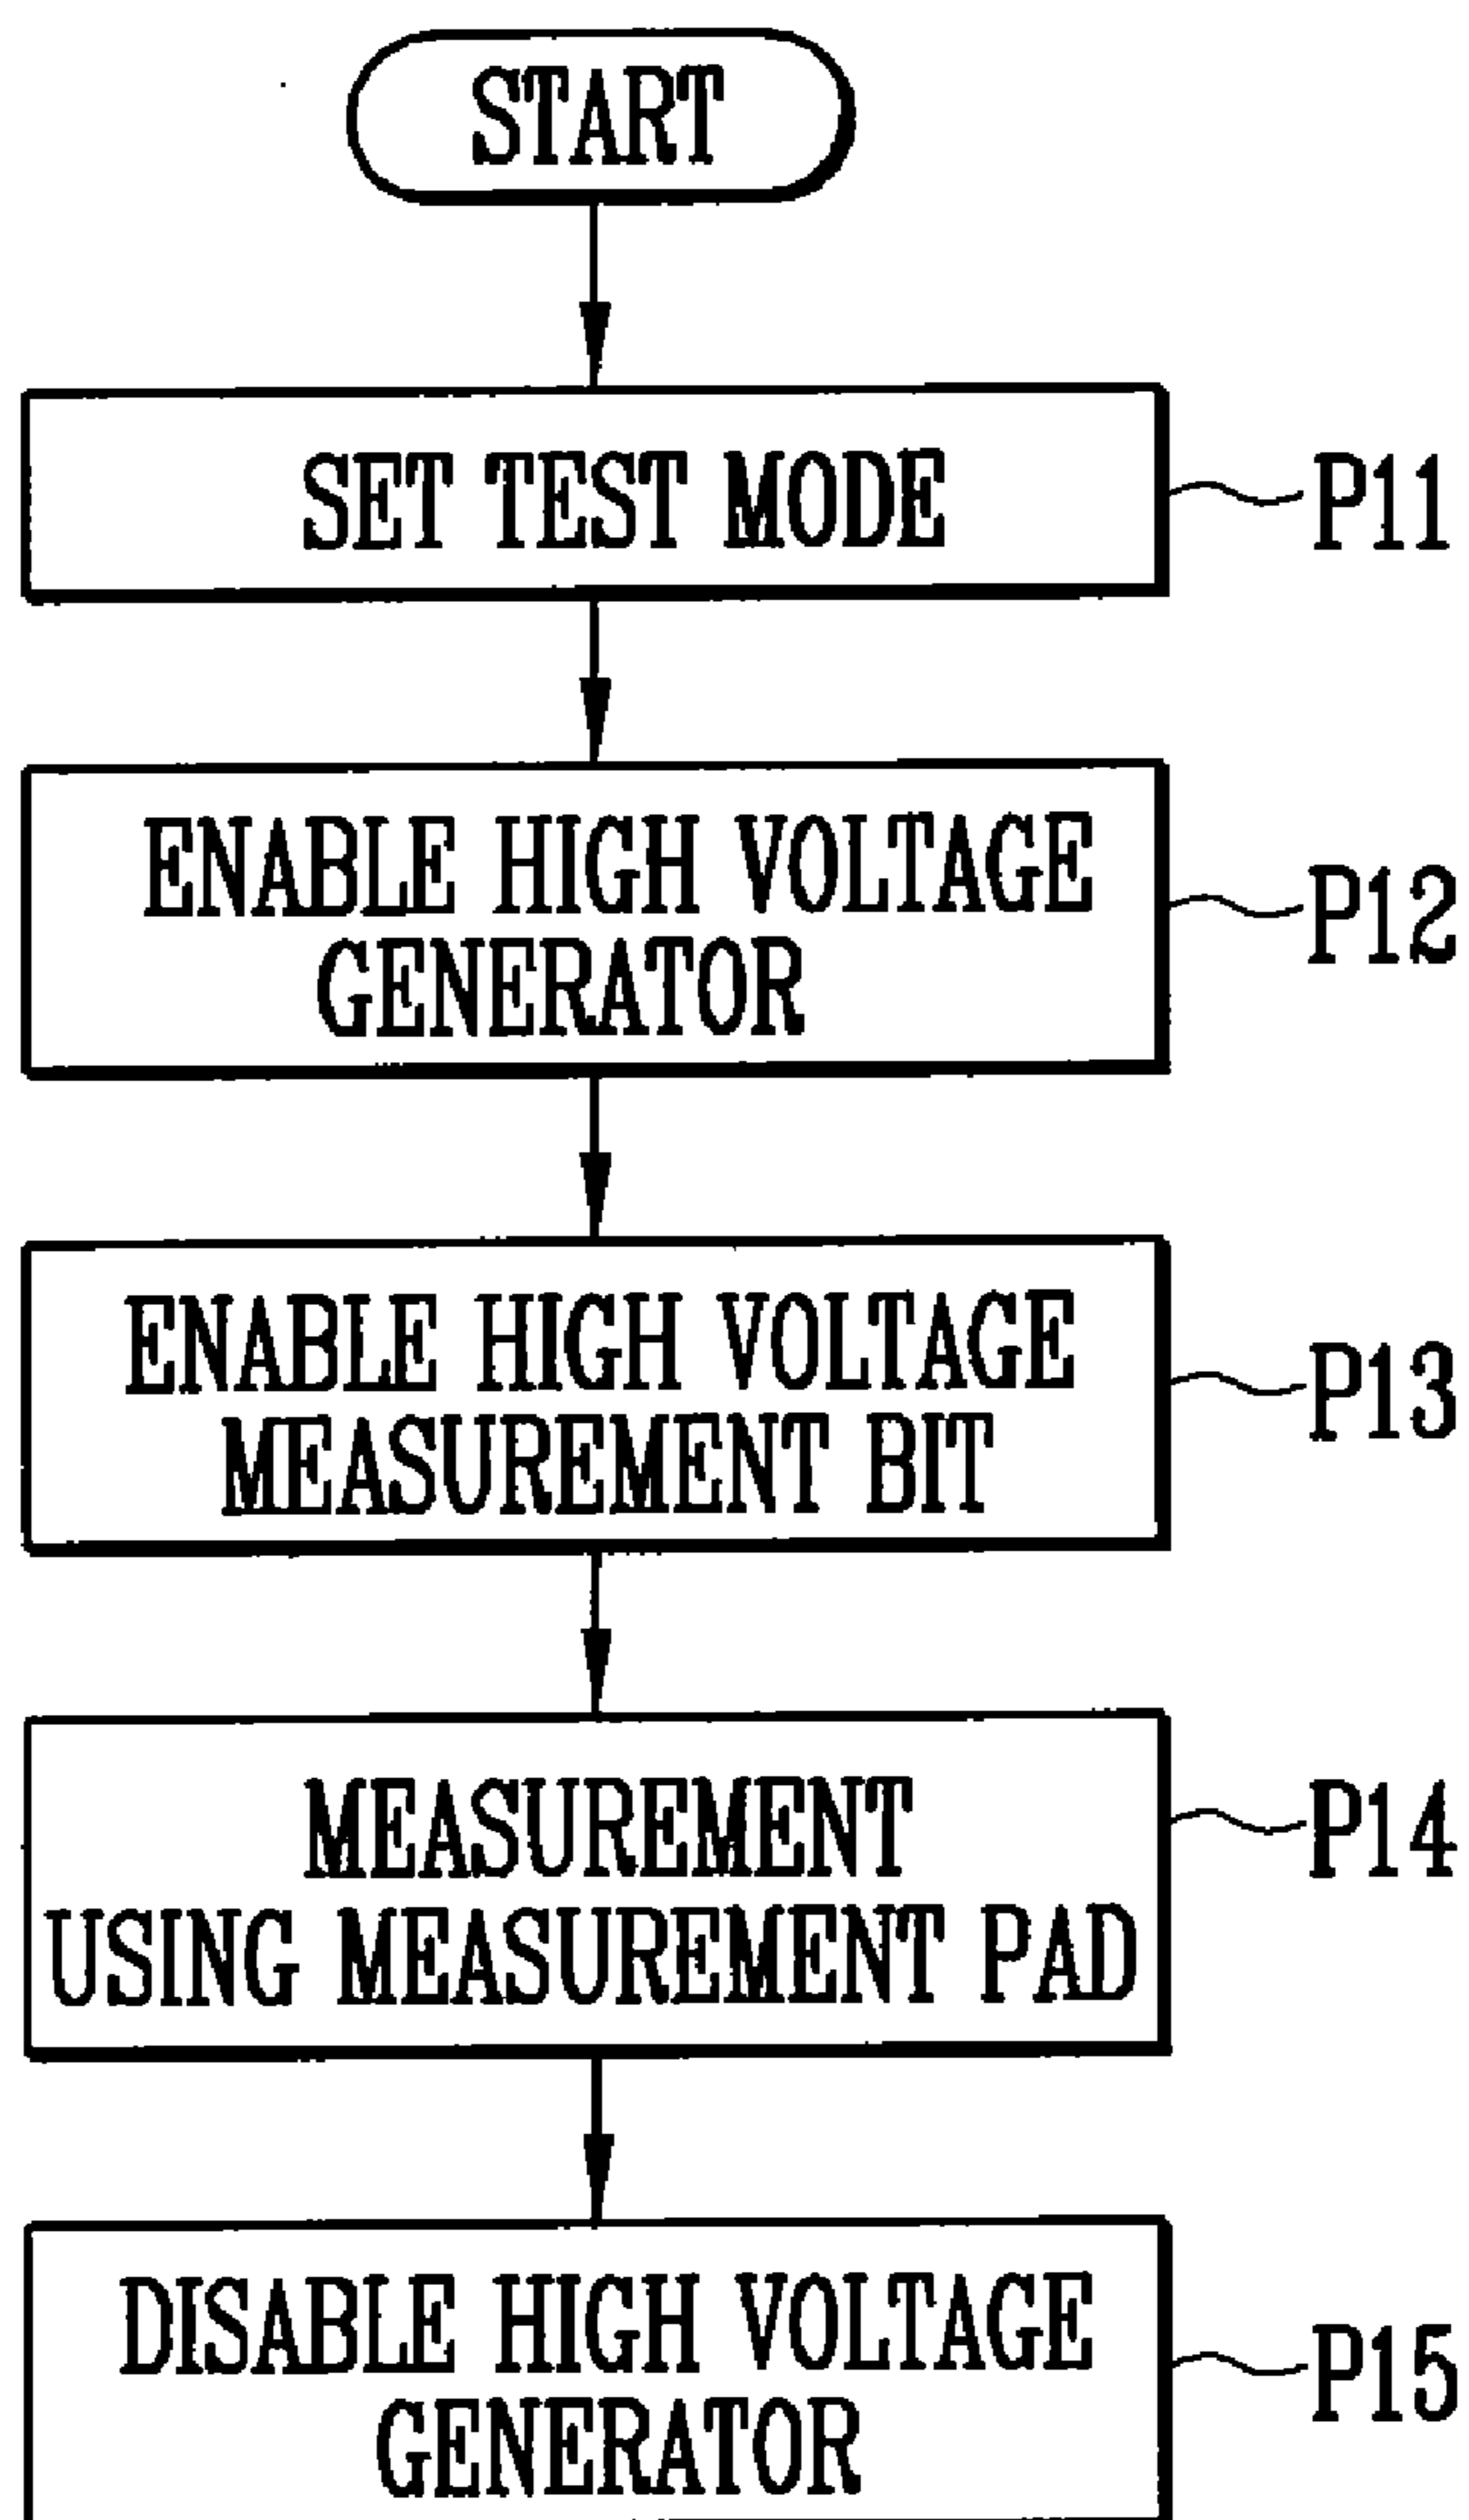 START
SET TEST MODE
P11
ENABLE HIGH VOLTAGE
GENERATOR
P12
ENABLE HIGH VOLTAGE
MEASUREMENT BIT
P13
MEASUREMENT
USING MEASUREMENT PAD
P14
DISABLE HIGH VOLTAGE
GENERATOR
P15